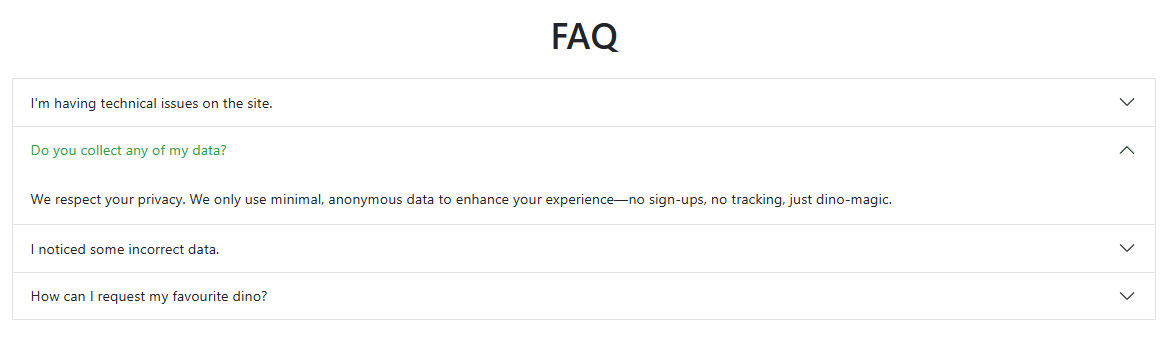 FAQ
I'm having technical issues on the site.
Do you collect any of my data?
We respect your privacy. We only use minimal, anonymous data to enhance your experience—no sign-ups, no tracking, just dino-magic.
I noticed some incorrect data.
How can I request my favourite dino?